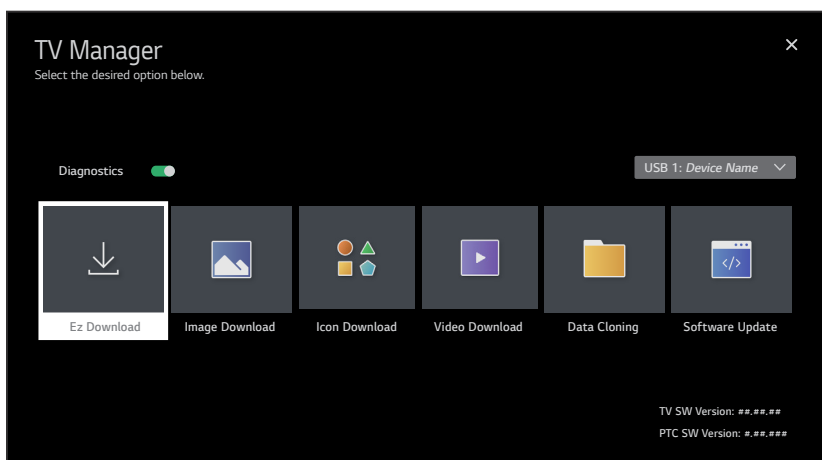 TV Manager
Select the desired option below.
Diagnostics
USB 1: Device Name
Ez Download
Image Download
Icon Download
Video Download
Data Cloning
Software Update
TV SW Version: ##.##.##
PTC SW Version: #.##.###